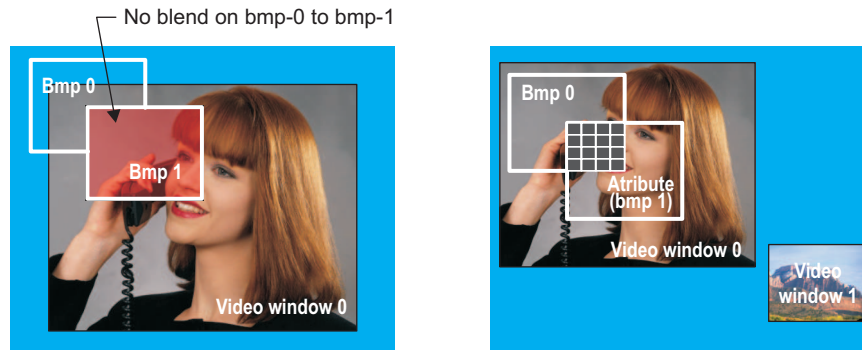 No blend on bmp-0 to bmp-1
Bmp 0
Bmp 1
Video window 0
Bmp 0
Atribute
(bmp 1)
Video window 0
Video
window 1